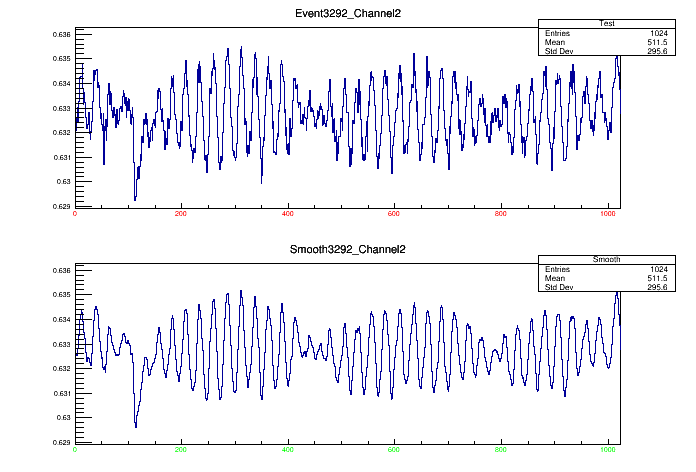 Event3292_Channel2
Test
Entries 1024
Mean 511.5
Std Dev 295.6
0.636
0.635
0.634
0.633
0.632
0.631
0.63
0.629
0 200 400 600 800 1000
Smooth3292_Channel2
Smooth
Entries 1024
Mean 511.5
Std Dev 295.6
0.636
0.635
0.634
0.633
0.632
0.631
0.63
0.629
0 200 400 600 800 1000